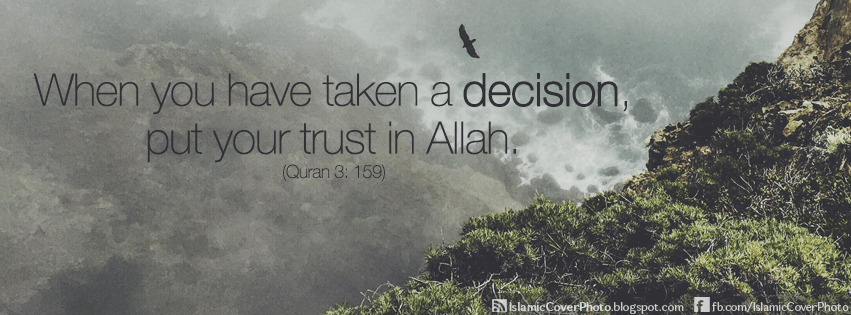 When you have taken a decision,
put your trust in Allah.
(Quran 3: 159)
IslamicCoverPhoto.blogspot.com fb.com/IslamicCoverPhoto